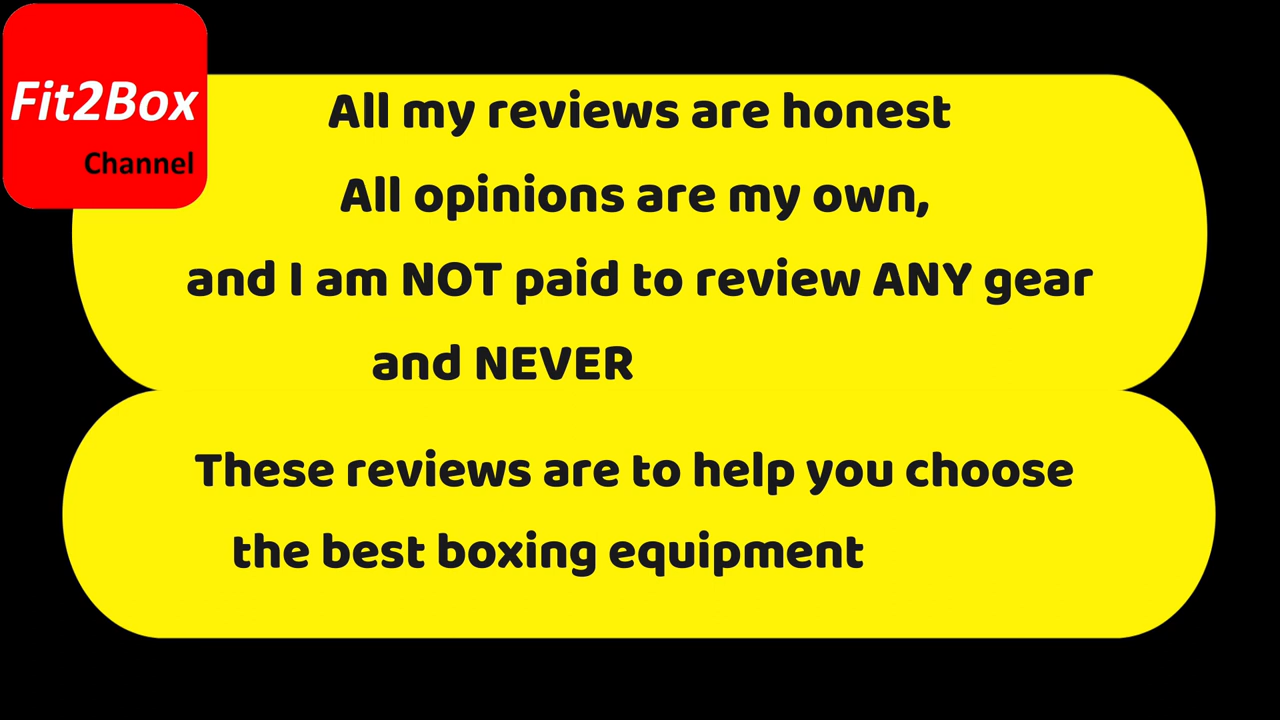 Fit2Box
Channel
All my reviews are honest
All opinions are my own,
and I am NOT paid to review ANY gear
and NEVER
These reviews are to help you choose
the best boxing equipment